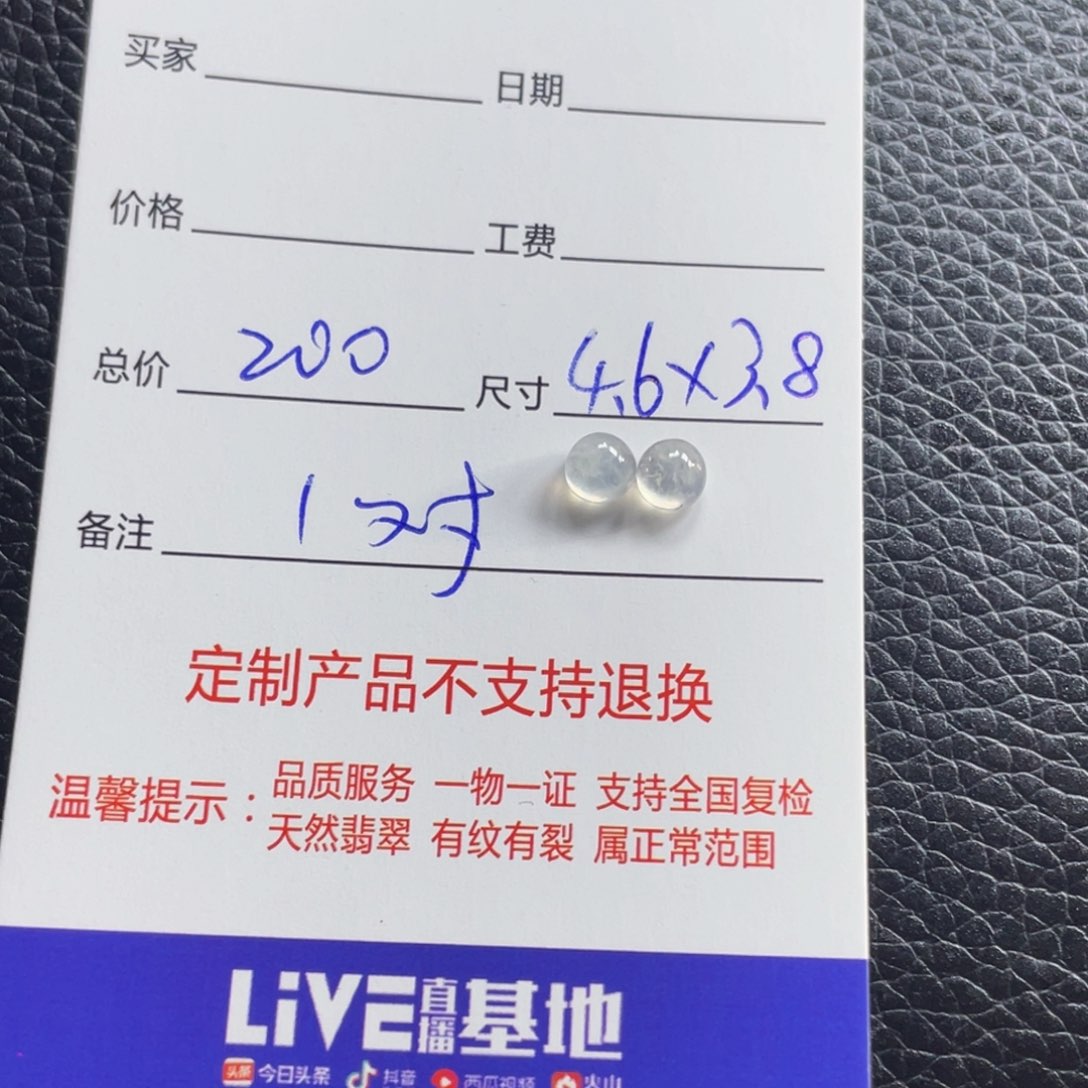 买家 日期
价格 工费
总价 200 尺寸 4.6x3.8
备注 1对
定制产品不支持退换
温馨提示：品质服务 一物一证 支持全国复检
天然翡翠 有纹有裂 属正常范围
LiVE直播基地
头条 今日头条 抖音 西瓜视频 火山